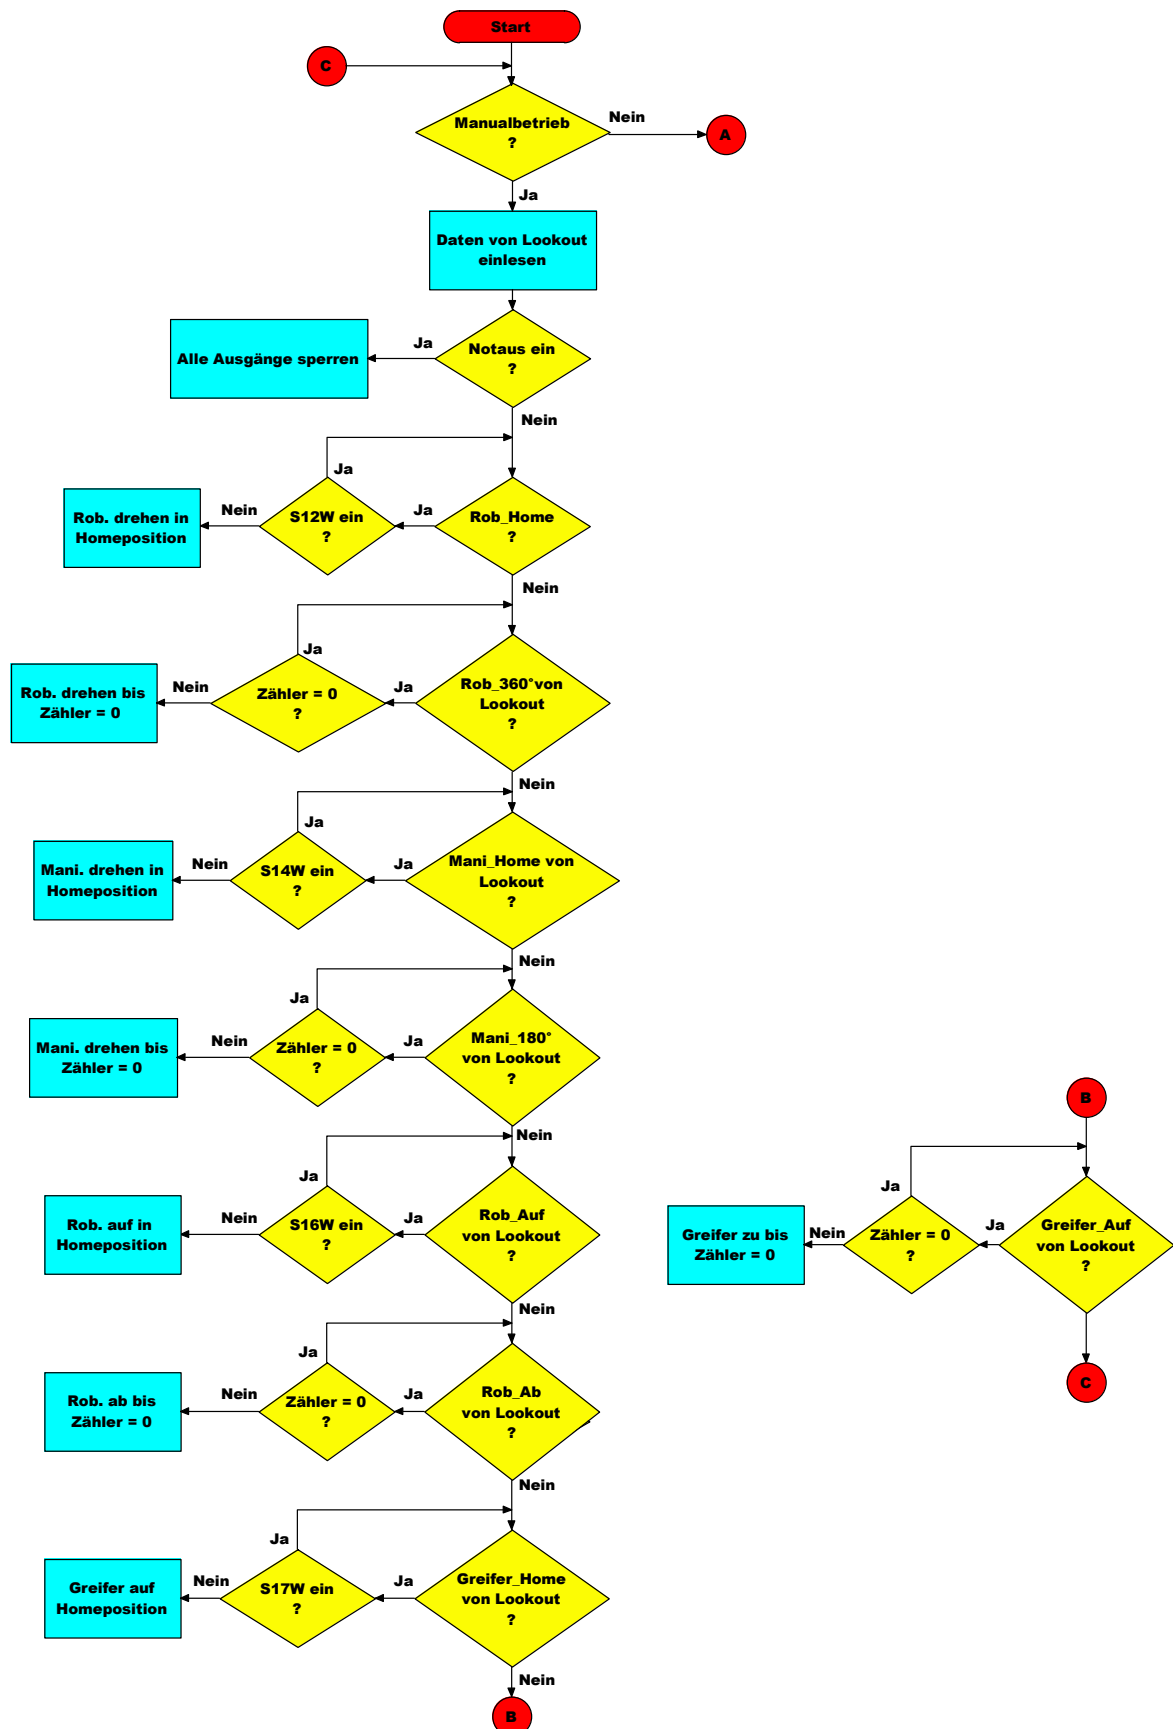 Start
C
Manualbetrieb
?
Nein
A
Ja
Daten von Lookout
einlesen
Alle Ausgänge sperren
Ja
Notaus ein
?
Nein
Ja
Rob. drehen in
Homeposition
Nein
S12W ein
?
Ja
Rob_Home
?
Nein
Ja
Rob. drehen bis
Zähler = 0
Nein
Zähler = 0
?
Ja
Rob_360°von
Lookout
?
Nein
Ja
Mani. drehen in
Homeposition
Nein
S14W ein
?
Ja
Mani_Home von
Lookout
?
Nein
Ja
Mani. drehen bis
Zähler = 0
Nein
Zähler = 0
?
Ja
Mani_180°
von Lookout
?
Nein
Ja
Rob. auf in
Homeposition
Nein
S16W ein
?
Ja
Rob_Auf
von Lookout
?
Nein
Ja
Rob. ab bis
Zähler = 0
Nein
Zähler = 0
?
Ja
Rob_Ab
von Lookout
?
Nein
Ja
Greifer auf
Homeposition
Nein
S17W ein
?
Ja
Greifer_Home
von Lookout
?
Nein
B
B
Ja
Greifer zu bis
Zähler = 0
Nein
Zähler = 0
?
Ja
Greifer_Auf
von Lookout
?
C